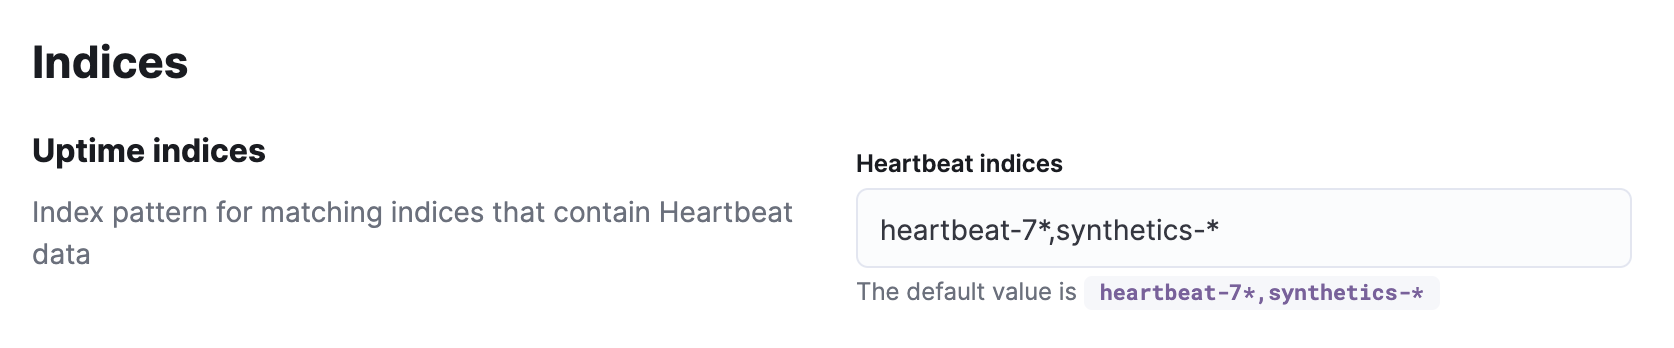 Indices
Uptime indices
Index pattern for matching indices that contain Heartbeat
data
Heartbeat indices
heartbeat-7*,synthetics-*
The default value is heartbeat-7*,synthetics-*